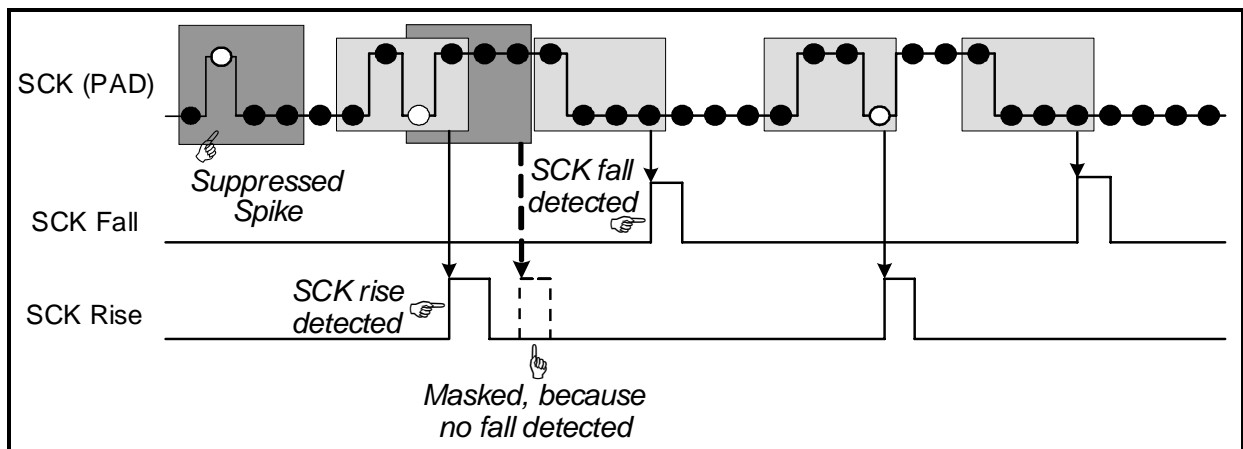 SCK (PAD)
Suppressed
Spike
SCK fall
detected
SCK Fall
SCK rise
detected
SCK Rise
Masked, because
no fall detected